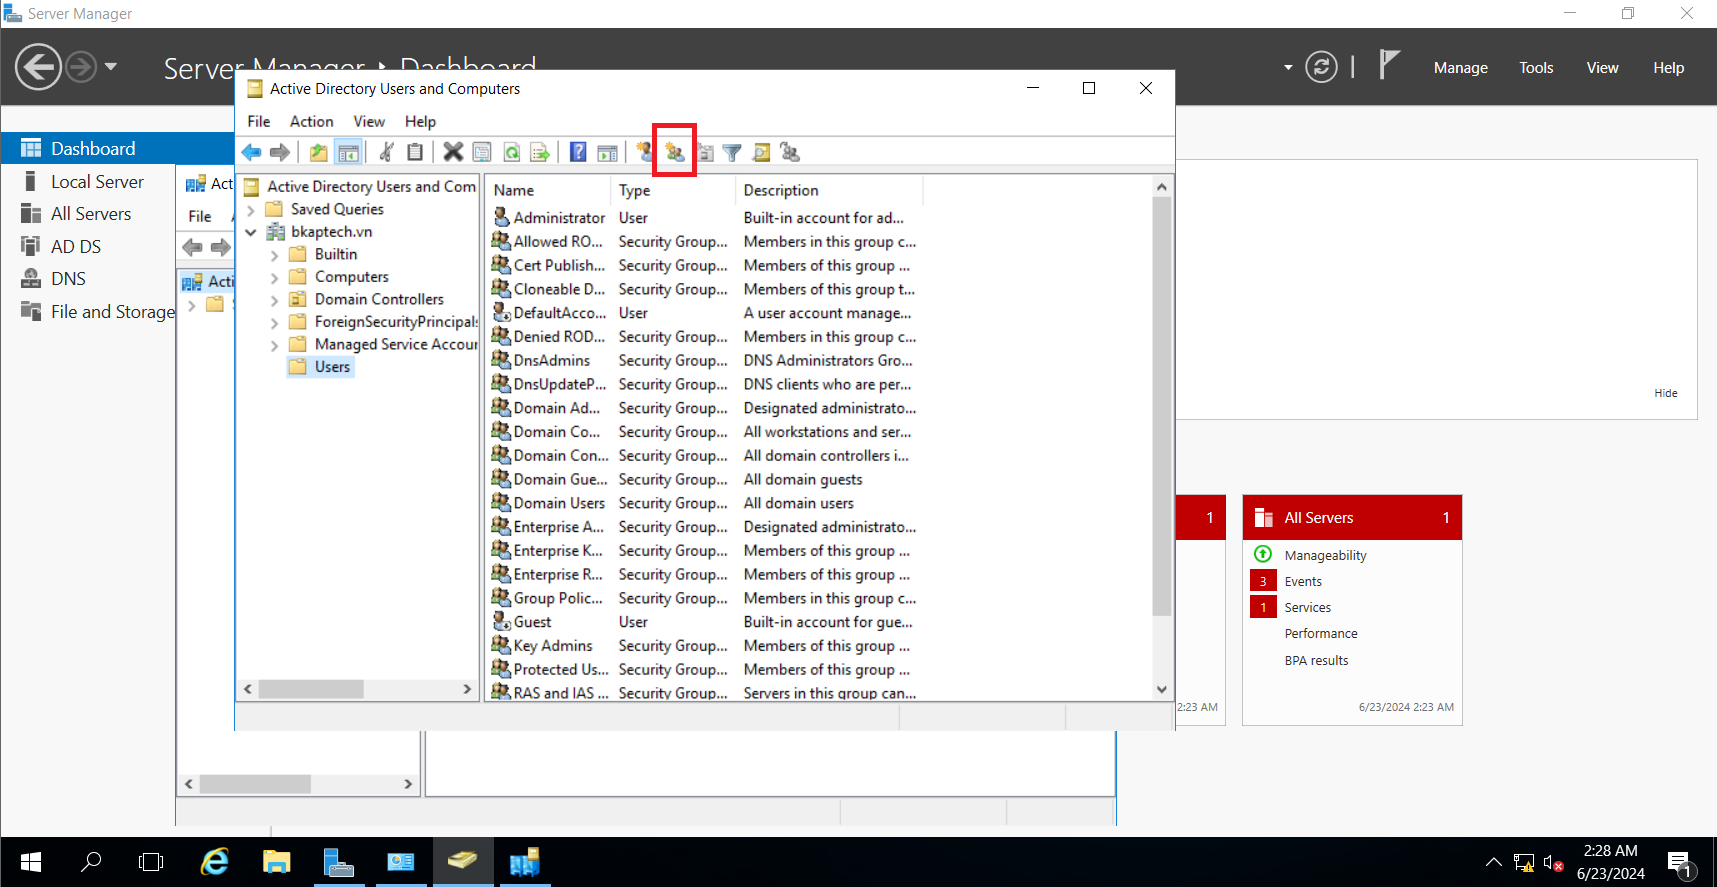 Server Manager
Server Manager • Dashboard
Manage Tools View Help
Active Directory Users and Computers
File Action View Help
Dashboard
Local Server
All Servers
AD DS
DNS
File and Storage
Act
File
Acti
Active Directory Users and Com
Saved Queries
bkaptech.vn
Builtin
Computers
Domain Controllers
ForeignSecurityPrincipals
Managed Service Accour
Users
Name Type Description
Administrator User Built-in account for ad...
Allowed RO... Security Group... Members in this group c...
Cert Publish... Security Group... Members of this group ...
Cloneable D... Security Group... Members of this group t...
DefaultAcco... User A user account manage...
Denied ROD... Security Group... Members in this group c...
DnsAdmins Security Group... DNS Administrators Gro...
DnsUpdateP... Security Group... DNS clients who are per...
Domain Ad... Security Group... Designated administrato...
Domain Co... Security Group... All workstations and ser...
Domain Con... Security Group... All domain controllers i...
Domain Gue... Security Group... All domain guests
Domain Users Security Group... All domain users
Enterprise A... Security Group... Designated administrato...
Enterprise K... Security Group... Members of this group ...
Enterprise R... Security Group... Members of this group ...
Group Polic... Security Group... Members in this group c...
Guest User Built-in account for gue...
Key Admins Security Group... Members of this group ...
Protected Us... Security Group... Members of this group ...
RAS and IAS ... Security Group... Servers in this group can...
Hide
1
2:23 AM
All Servers 1
Manageability
3 Events
1 Services
Performance
BPA results
6/23/2024 2:23 AM
2:28 AM
6/23/2024
1